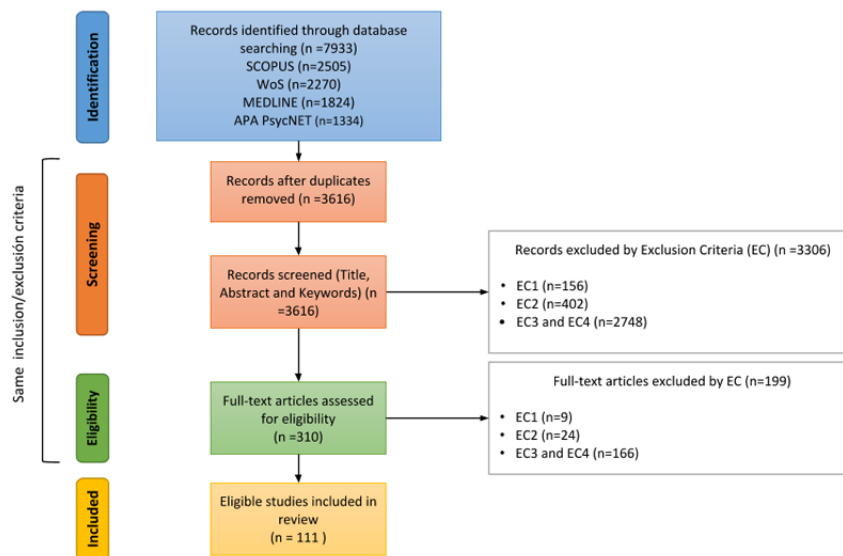 Identification
Records identified through database
searching (n =7933)
SCOPUS (n=2505)
WoS (n=2270)
MEDLINE (n=1824)
APA PsycNET (n=1334)
Same inclusion/exclusión criteria
Screening
Records after duplicates
removed (n =3616)
Records screened (Title,
Abstract and Keywords) (n
=3616)
Records excluded by Exclusion Criteria (EC) (n=3306)
• EC1 (n=156)
• EC2 (n=402)
• EC3 and EC4 (n=2748)
Eligibility
Full-text articles assessed
for eligibility
(n =310)
Full-text articles excluded by EC (n=199)
• EC1 (n=9)
• EC2 (n=24)
• EC3 and EC4 (n=166)
Included
Eligible studies included in
review
(n = 111 )